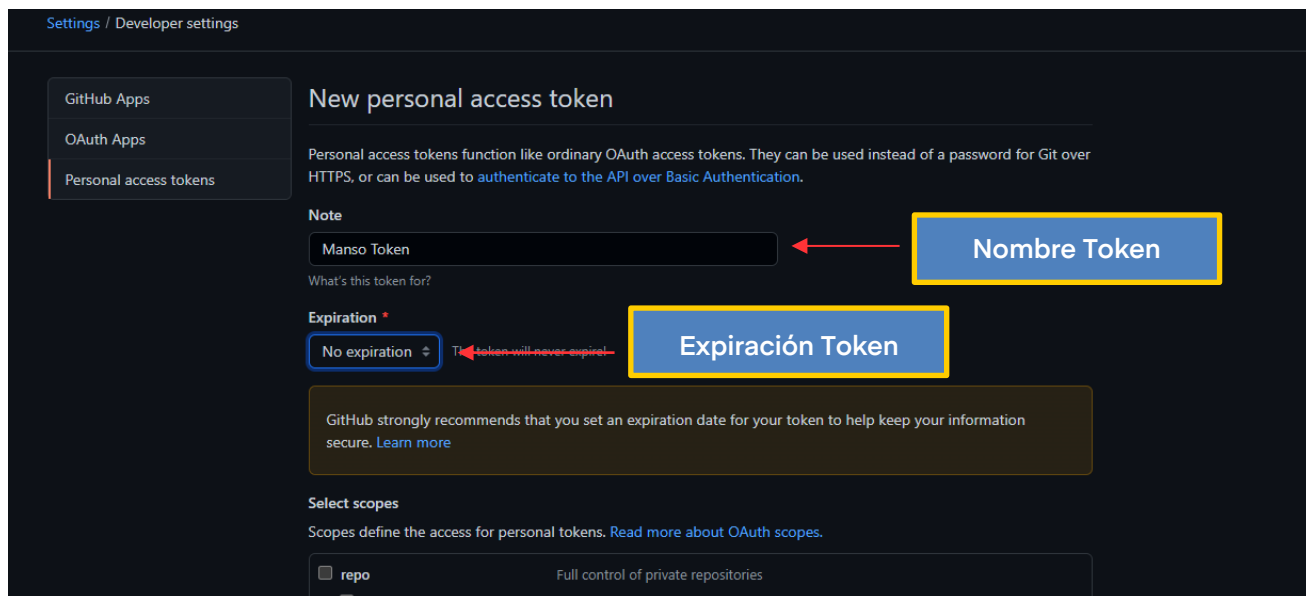 Settings / Developer settings
GitHub Apps
OAuth Apps
Personal access tokens
New personal access token
Personal access tokens function like ordinary OAuth access tokens. They can be used instead of a password for Git over
HTTPS, or can be used to authenticate to the API over Basic Authentication.
Note
Manso Token
Nombre Token
What's this token for?
Expiration *
No expiration
The token will never expire!
Expiración Token
GitHub strongly recommends that you set an expiration date for your token to help keep your information
secure. Learn more
Select scopes
Scopes define the access for personal tokens. Read more about OAuth scopes.
repo
Full control of private repositories